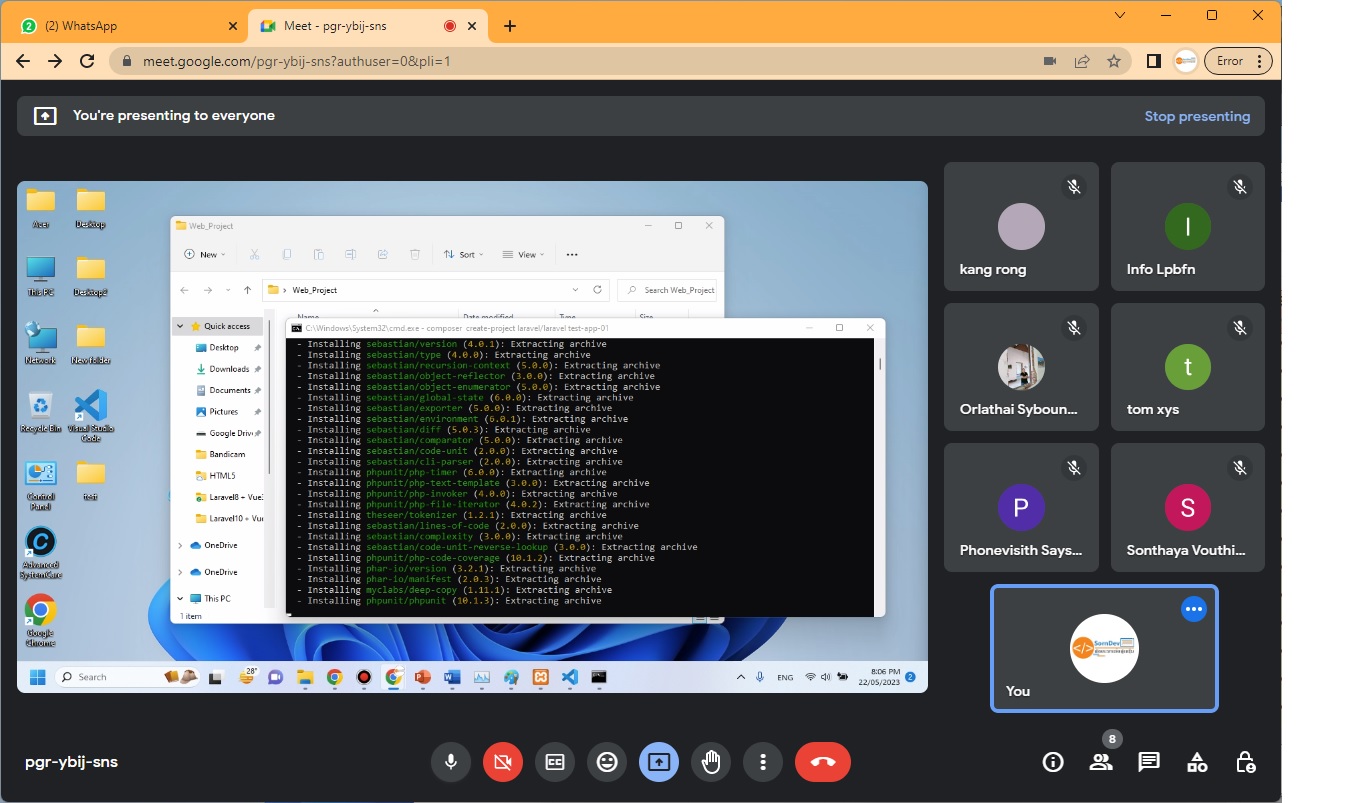 (2) WhatsApp
Meet - pgr-ybij-sns
meet.google.com/pgr-ybij-sns?authuser=0&pli=1
Error
You're presenting to everyone
Stop presenting
Acer
Desktop
This PC
Desktop2
Network
New folder
Recycle Bin
Visual Studio
Code
Control
Panel
test
Advanced
SystemCare
Google
Chrome
Web_Project
New
Sort
View
Web_Project
Search Web_Project
Name
Date modified
Type
Size
Quick access
Desktop
Downloads
Documents
Pictures
Google Driv
Bandicam
HTML5
Laravel8 + Vue
Laravel10 + Vu
OneDrive
OneDrive
This PC
1 item
C:\Windows\System32\cmd.exe - composer create-project laravel/laravel test-app-01
- Installing sebastian/version (4.0.1): Extracting archive
- Installing sebastian/type (4.0.0): Extracting archive
- Installing sebastian/recursion-context (5.0.0): Extracting archive
- Installing sebastian/object-reflector (3.0.0): Extracting archive
- Installing sebastian/object-enumerator (5.0.0): Extracting archive
- Installing sebastian/global-state (6.0.0): Extracting archive
- Installing sebastian/exporter (5.0.0): Extracting archive
- Installing sebastian/environment (6.0.1): Extracting archive
- Installing sebastian/diff (5.0.3): Extracting archive
- Installing sebastian/comparator (5.0.0): Extracting archive
- Installing sebastian/code-unit (2.0.0): Extracting archive
- Installing sebastian/cli-parser (2.0.0): Extracting archive
- Installing phpunit/php-timer (6.0.0): Extracting archive
- Installing phpunit/php-text-template (3.0.0): Extracting archive
- Installing phpunit/php-invoker (4.0.0): Extracting archive
- Installing phpunit/php-file-iterator (4.0.2): Extracting archive
- Installing theseer/tokenizer (1.2.1): Extracting archive
- Installing sebastian/lines-of-code (2.0.0): Extracting archive
- Installing sebastian/complexity (3.0.0): Extracting archive
- Installing sebastian/code-unit-reverse-lookup (3.0.0): Extracting archive
- Installing phpunit/php-code-coverage (10.1.2): Extracting archive
- Installing phar-io/version (3.2.1): Extracting archive
- Installing phar-io/manifest (2.0.3): Extracting archive
- Installing myclabs/deep-copy (1.11.1): Extracting archive
- Installing phpunit/phpunit (10.1.3): Extracting archive
Search
28°
ENG
8:06 PM
22/05/2023
2
kang rong
I
Info Lpbfn
Orlathai Syboun...
t
tom xys
P
Phonevisith Says...
S
Sonthaya Vouthi...
SornDev
You
pgr-ybij-sns
8